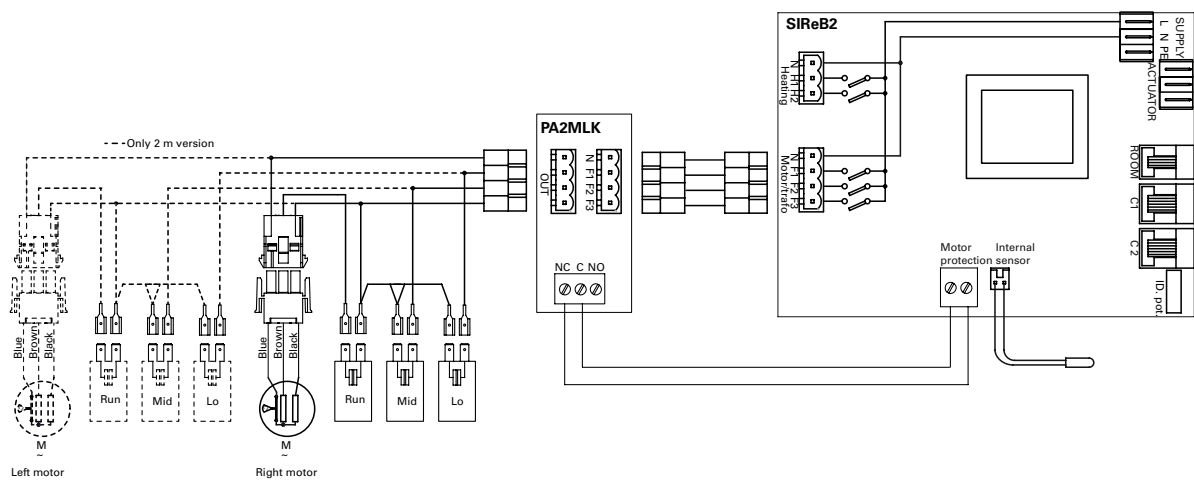 SIReB2
SUPPLY
L N PE
ACTUATOR
N H1 H2
Heating
PA2MLK
---Only 2 m version
OUT
N F1 F2 F3
N F1 F2 F3
Motor/trafo
ROOM
C1
C 2
ID. pot.
Motor protection
Internal sensor
NC C NO
Blue
Brown
Black
Blue
Brown
Black
Run
Mid
Lo
Run
Mid
Lo
M
~
M
~
Left motor
Right motor